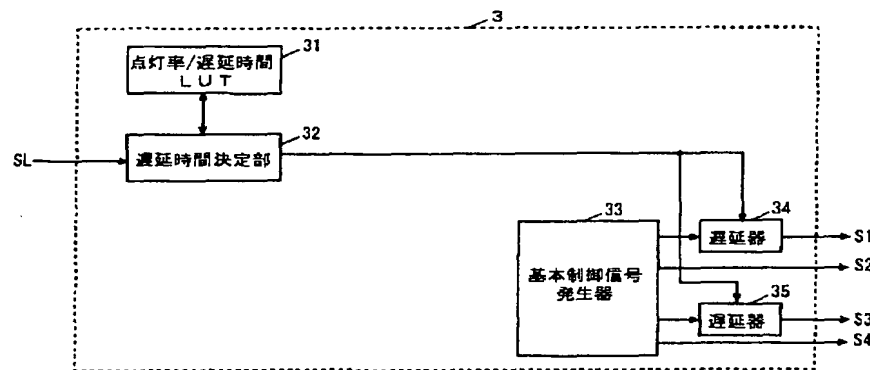 3
31
点灯率/遅延時間
LUT
32
SL
遅延時間決定部
33
34
基本制御信号
発生器
遅延器
S1
S2
35
遅延器
S3
S4